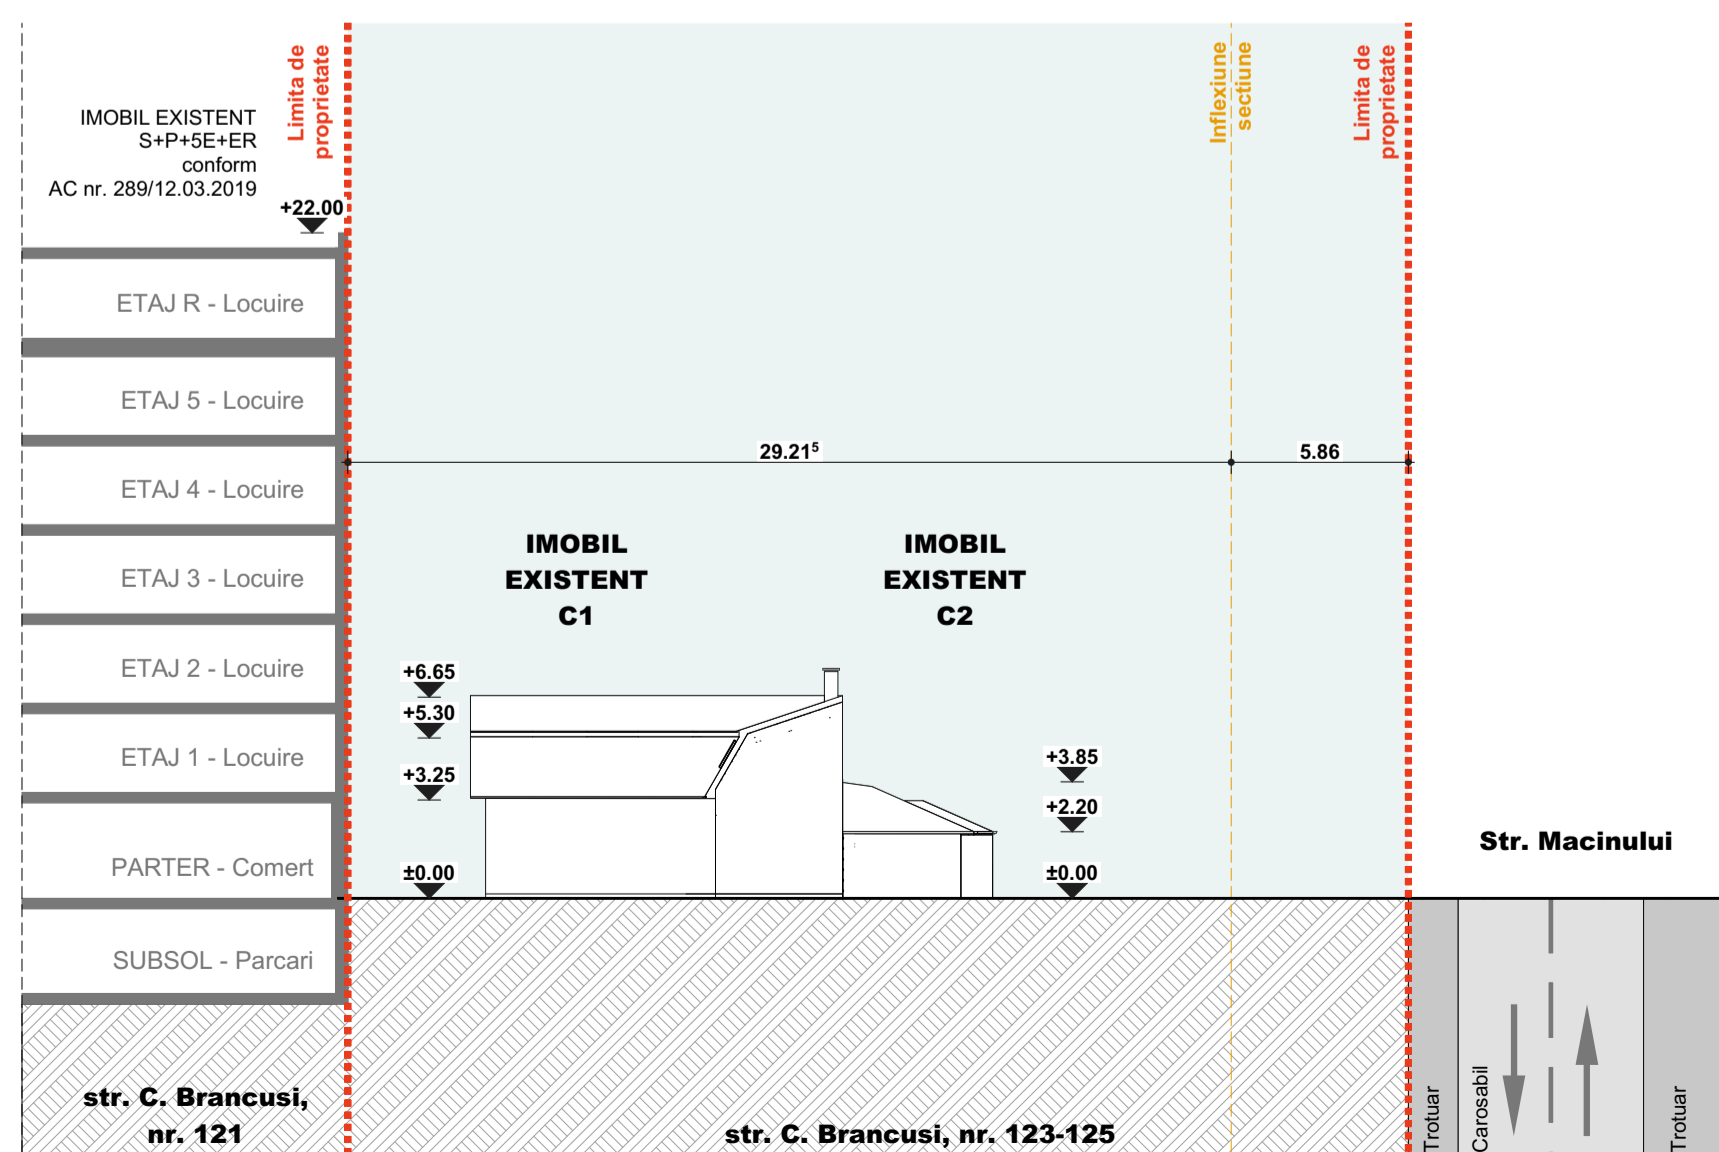 Limita de
proprietate
Inflexiune
sectiune
Limita de
proprietate
IMOBIL EXISTENT
S+P+5E+ER
conform
AC nr. 289/12.03.2019
+22.00
ETAJ R - Locuire
ETAJ 5 - Locuire
29.21⁵
5.86
ETAJ 4 - Locuire
IMOBIL
EXISTENT
C1
IMOBIL
EXISTENT
C2
ETAJ 3 - Locuire
ETAJ 2 - Locuire
+6.65
+5.30
ETAJ 1 - Locuire
+3.85
+3.25
+2.20
Str. Macinului
PARTER - Comert
±0.00
±0.00
SUBSOL - Parcari
str. C. Brancusi,
nr. 121
str. C. Brancusi, nr. 123-125
Trotuar
Carosabil
Trotuar